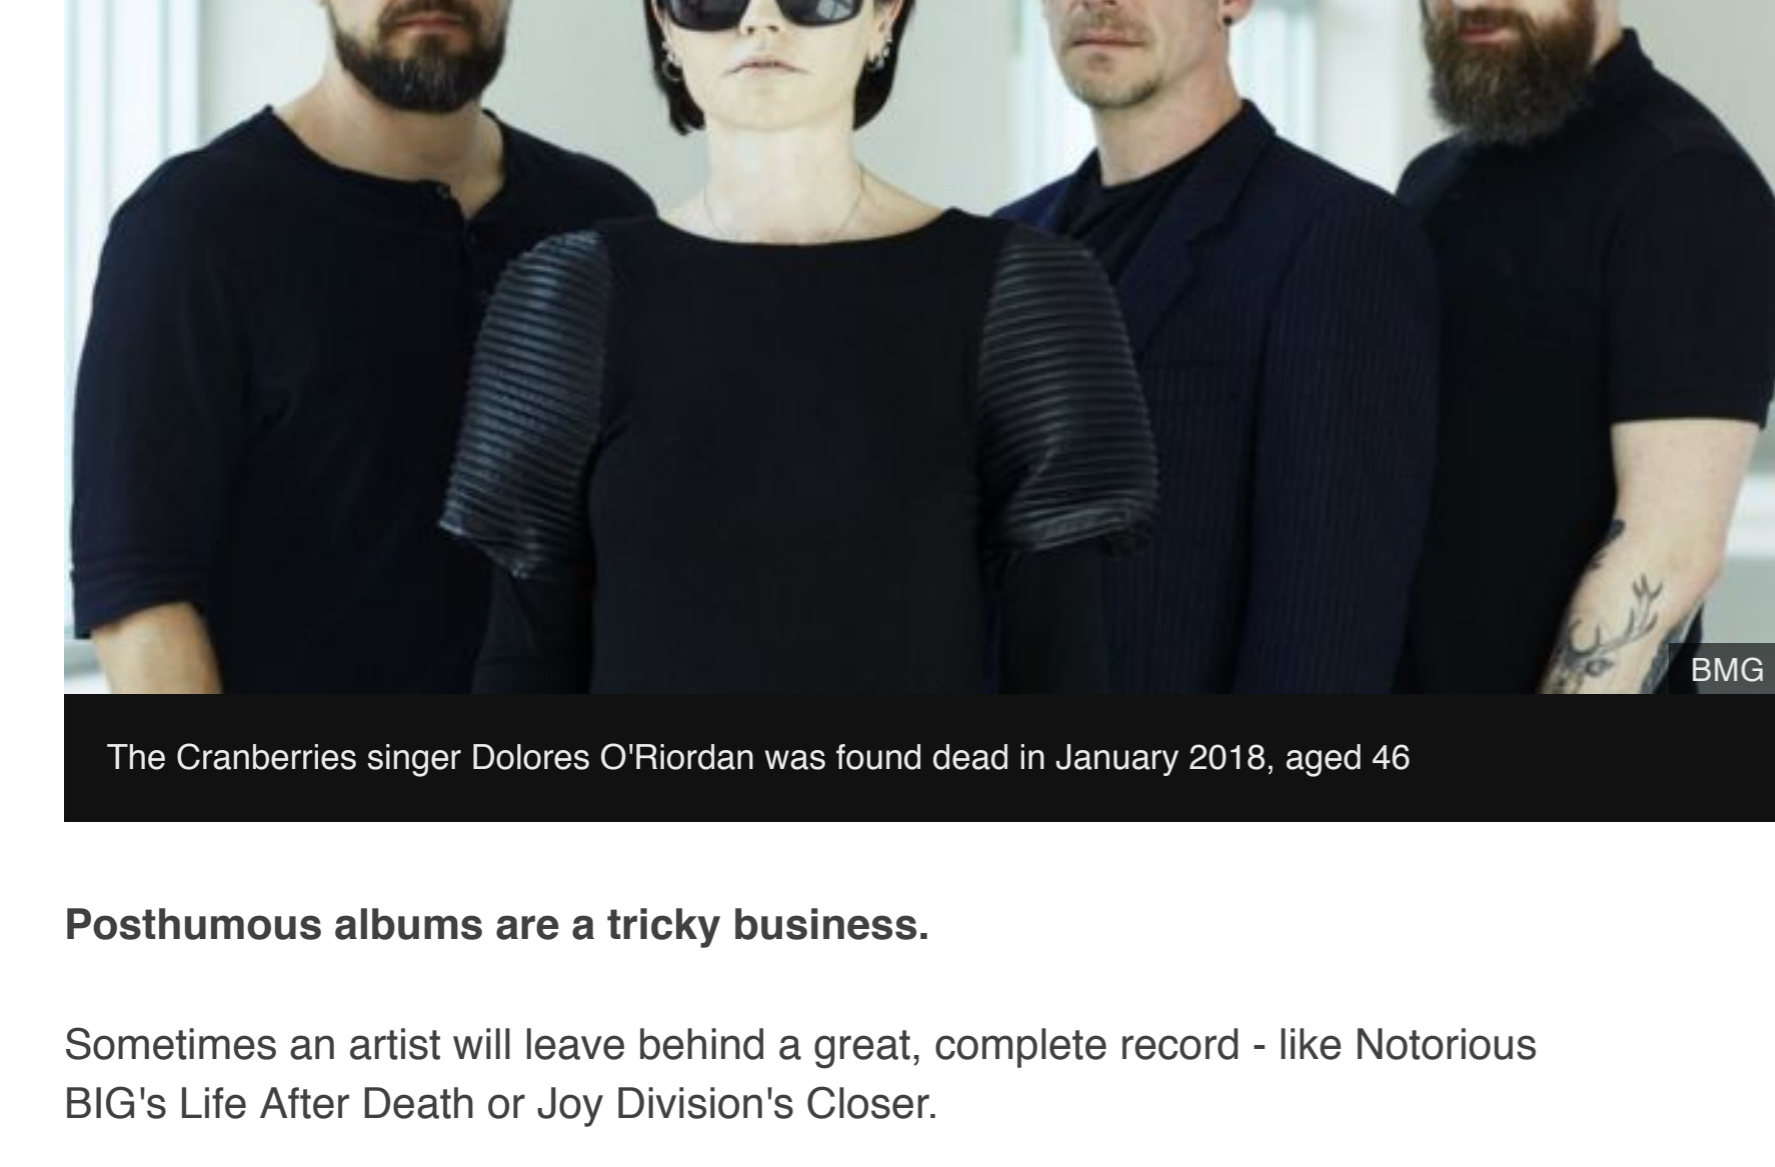 BMG
The Cranberries singer Dolores O'Riordan was found dead in January 2018, aged 46
Posthumous albums are a tricky business.
Sometimes an artist will leave behind a great, complete record - like Notorious
BIG's Life After Death or Joy Division's Closer.